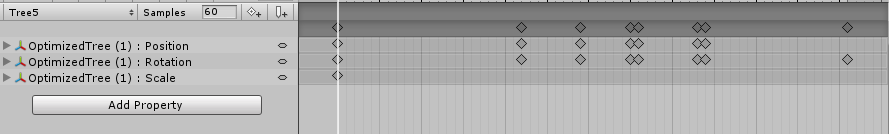 Tree5 Samples 60
OptimizedTree (1) : Position
OptimizedTree (1) : Rotation
OptimizedTree (1) : Scale
Add Property